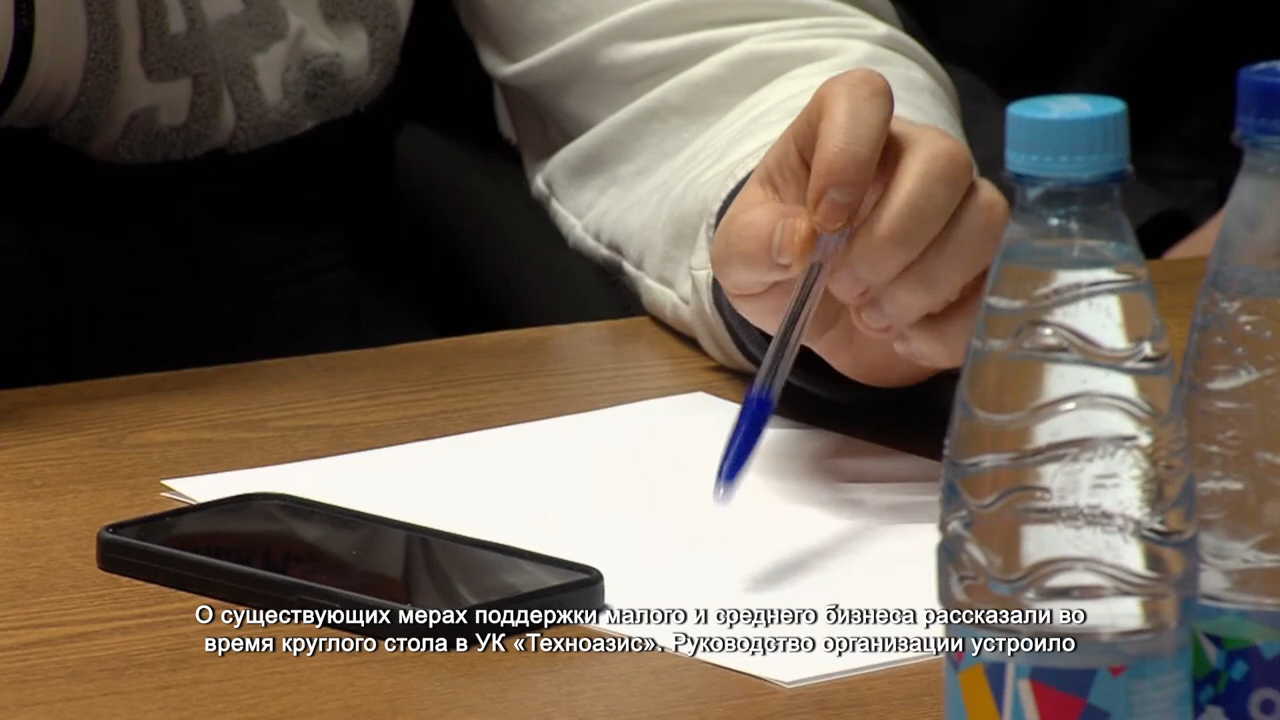 О существующих мерах поддержки малого и среднего бизнеса рассказали во
время круглого стола в УК «Техноазис». Руководство организации устроило